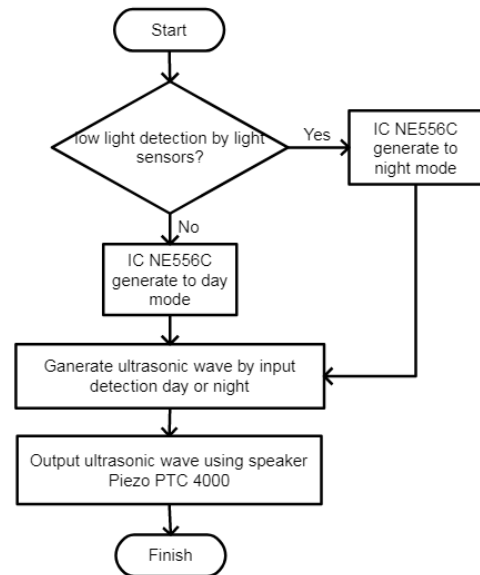 Start
low light detection by light
sensors?
Yes
IC NE556C
generate to
night mode
No
IC NE556C
generate to day
mode
Ganerate ultrasonic wave by input
detection day or night
Output ultrasonic wave using speaker
Piezo PTC 4000
Finish